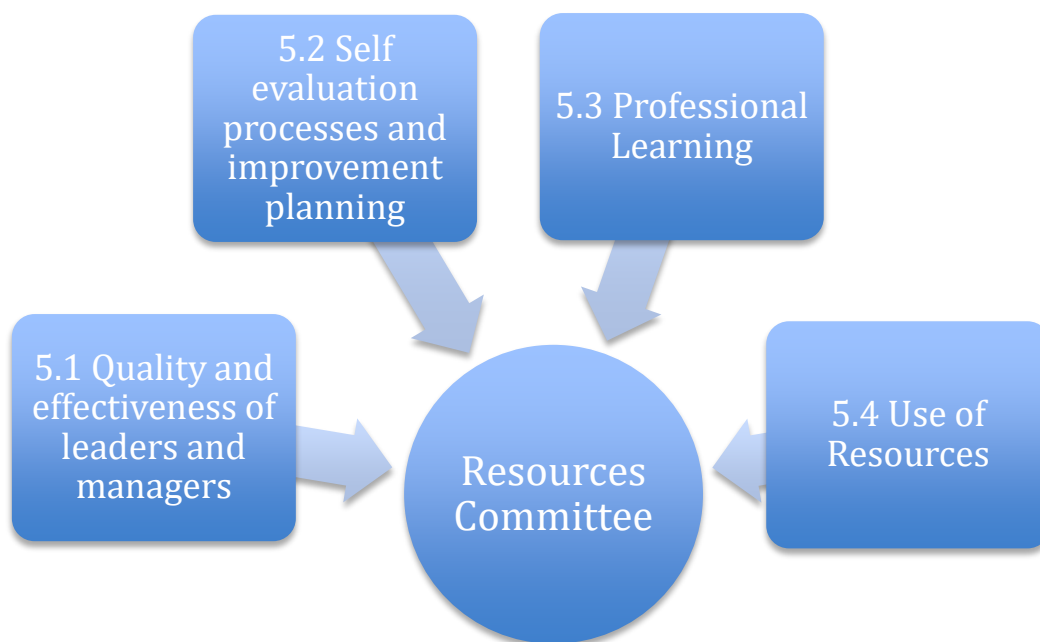 5.2 Self
evaluation
processes and
improvement
planning
5.3 Professional
Learning
5.1 Quality and
effectiveness of
leaders and
managers
5.4 Use of
Resources
Resources
Committee